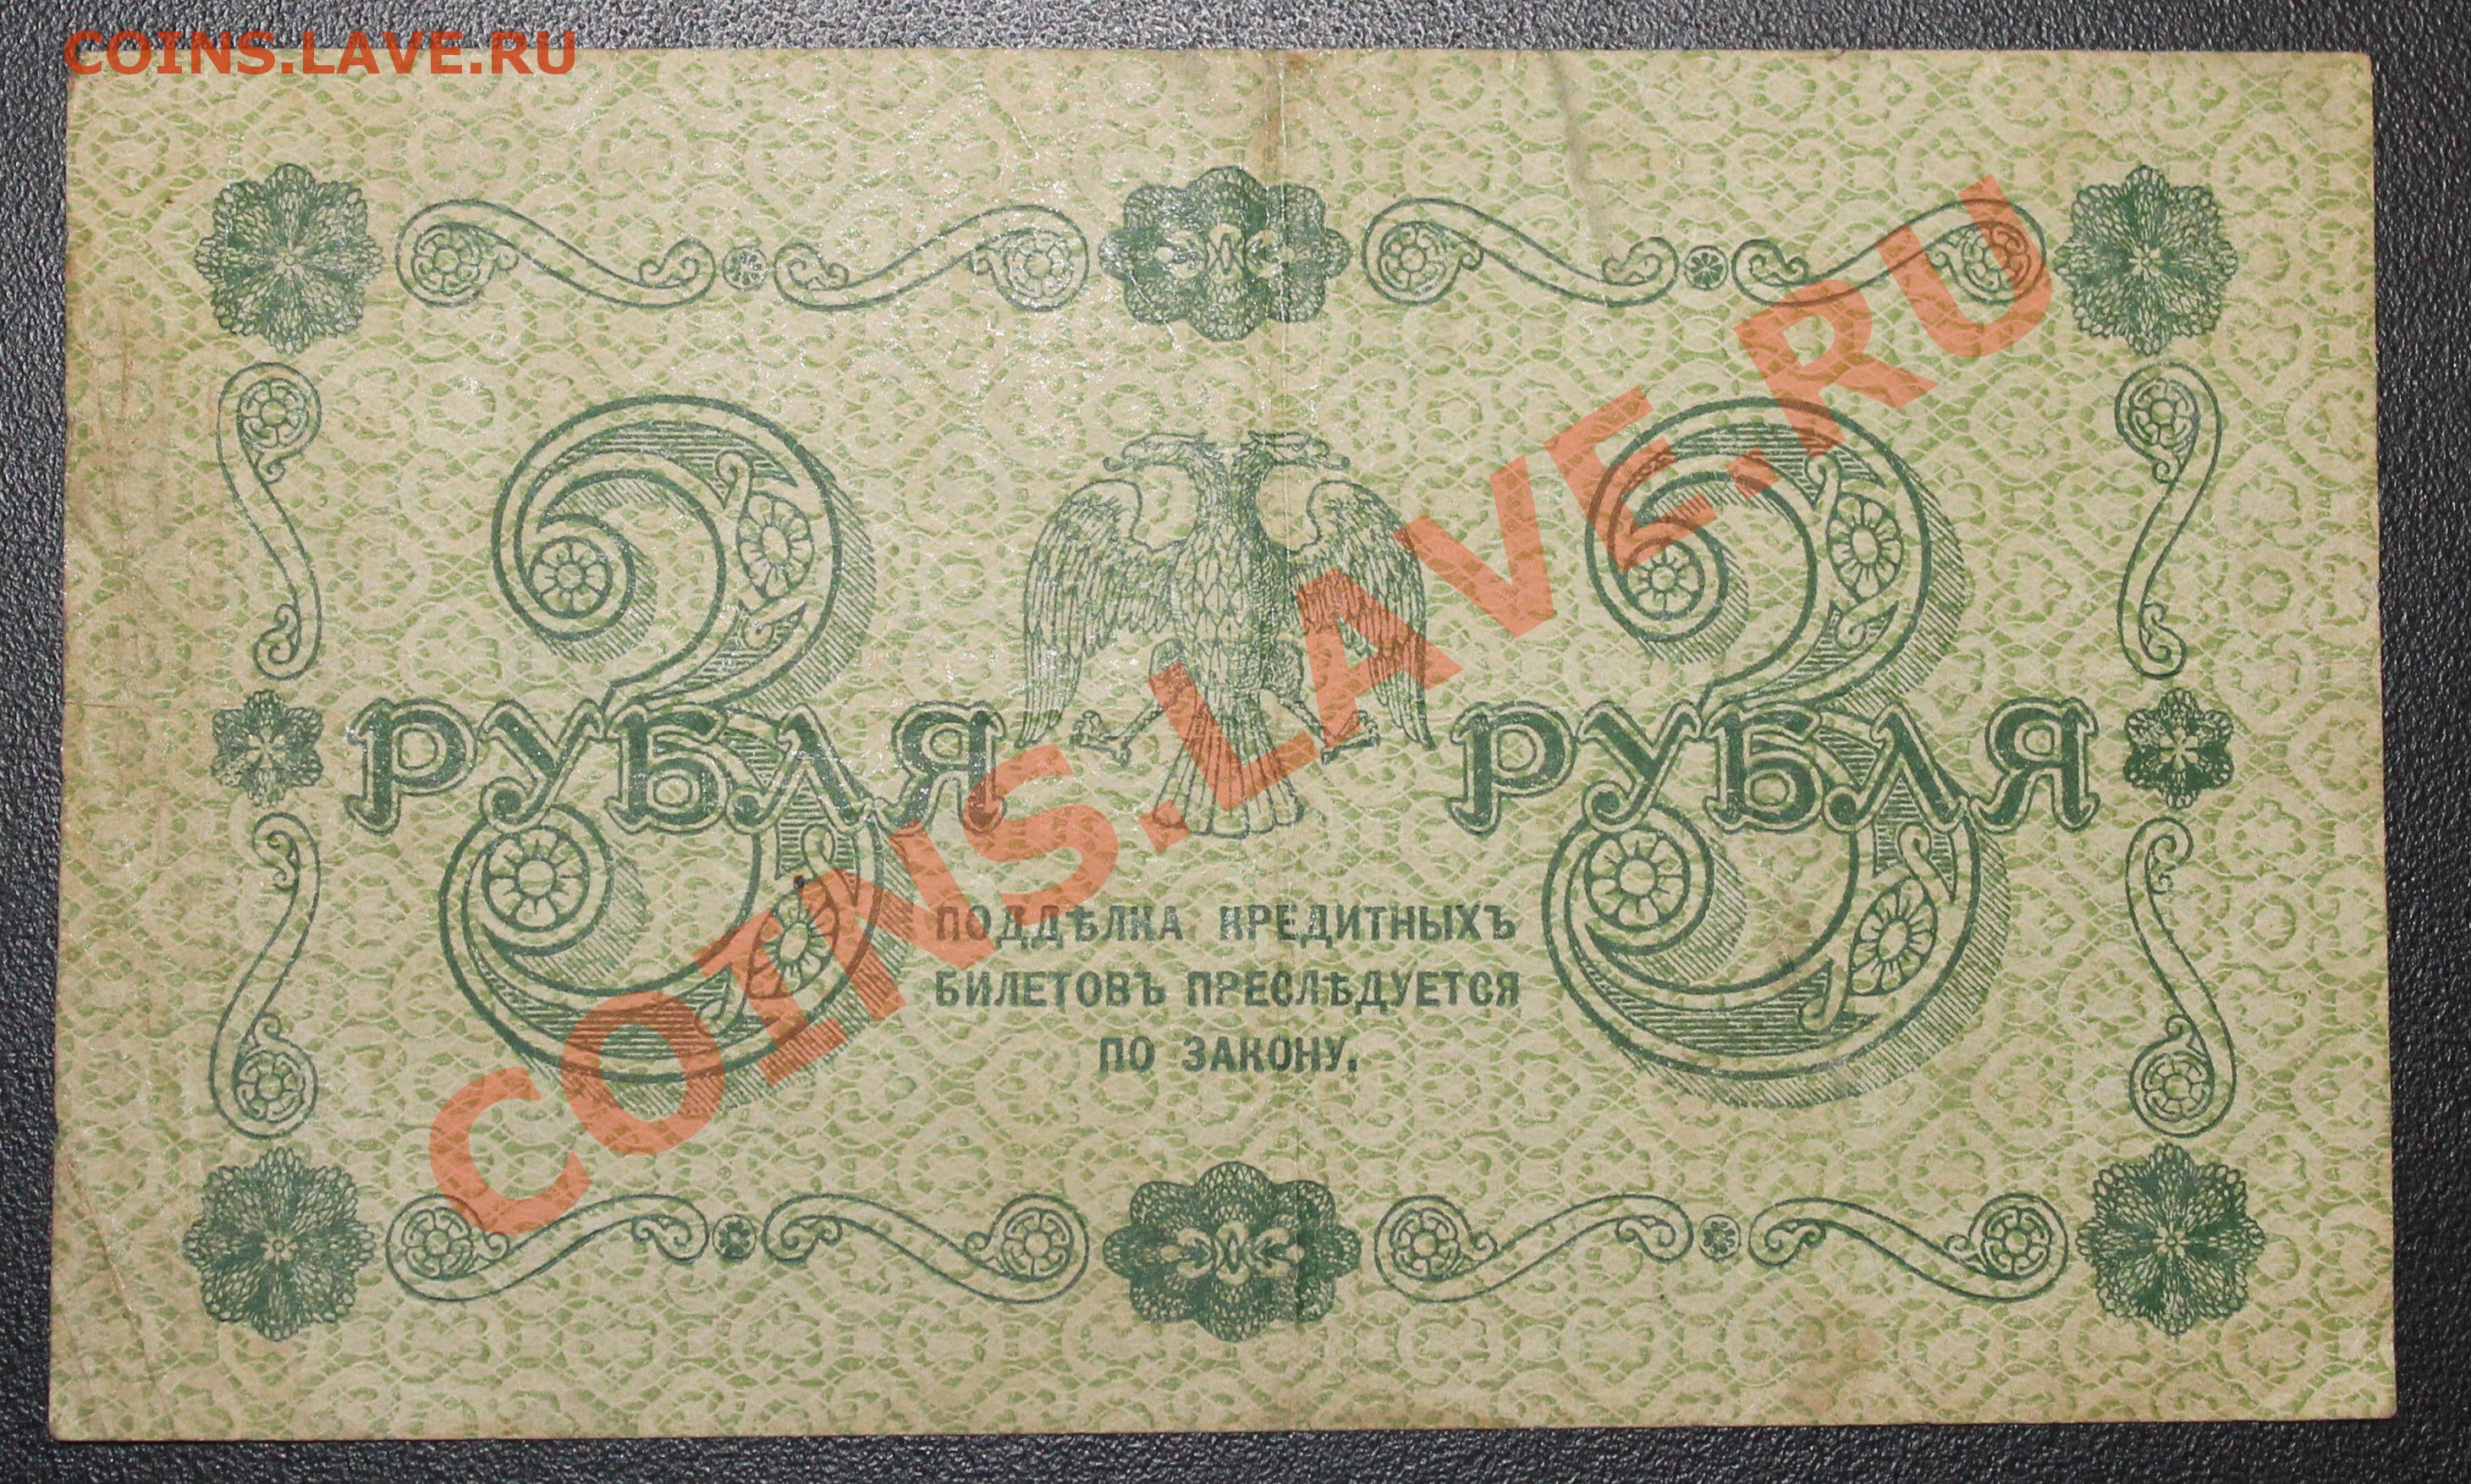 COINS.LAVE.RU
3 3
РУБЛЯ РУБЛЯ
ПОДДѢЛКА КРЕДИТНЫХЪ
БИЛЕТОВЪ ПРЕСЛѢДУЕТСЯ
ПО ЗАКОНУ.
COINS.LAVE.RU